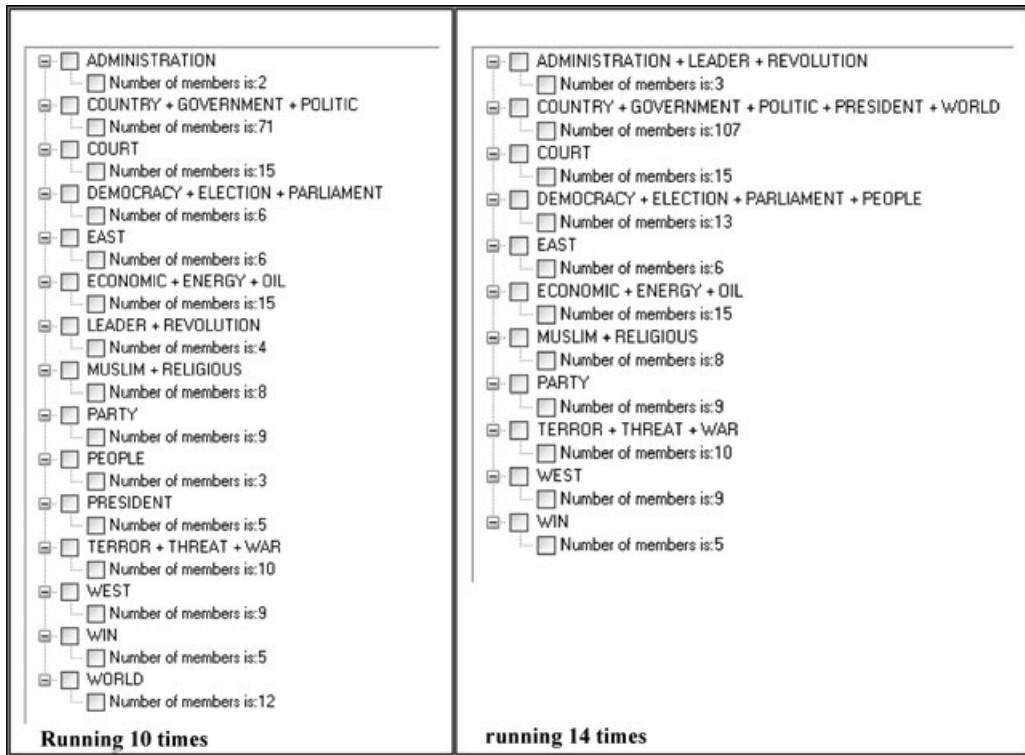 ADMINISTRATION
Number of members is:2
COUNTRY + GOVERNMENT + POLITIC
Number of members is:71
COURT
Number of members is:15
DEMOCRACY + ELECTION + PARLIAMENT
Number of members is:6
EAST
Number of members is:6
ECONOMIC + ENERGY + OIL
Number of members is:15
LEADER + REVOLUTION
Number of members is:4
MUSLIM + RELIGIOUS
Number of members is:8
PARTY
Number of members is:9
PEOPLE
Number of members is:3
PRESIDENT
Number of members is:5
TERROR + THREAT + WAR
Number of members is:10
WEST
Number of members is:9
WIN
Number of members is:5
WORLD
Number of members is:12
Running 10 times
ADMINISTRATION + LEADER + REVOLUTION
Number of members is:3
COUNTRY + GOVERNMENT + POLITIC + PRESIDENT + WORLD
Number of members is:107
COURT
Number of members is:15
DEMOCRACY + ELECTION + PARLIAMENT + PEOPLE
Number of members is:13
EAST
Number of members is:6
ECONOMIC + ENERGY + OIL
Number of members is:15
MUSLIM + RELIGIOUS
Number of members is:8
PARTY
Number of members is:9
TERROR + THREAT + WAR
Number of members is:10
WEST
Number of members is:9
WIN
Number of members is:5
running 14 times